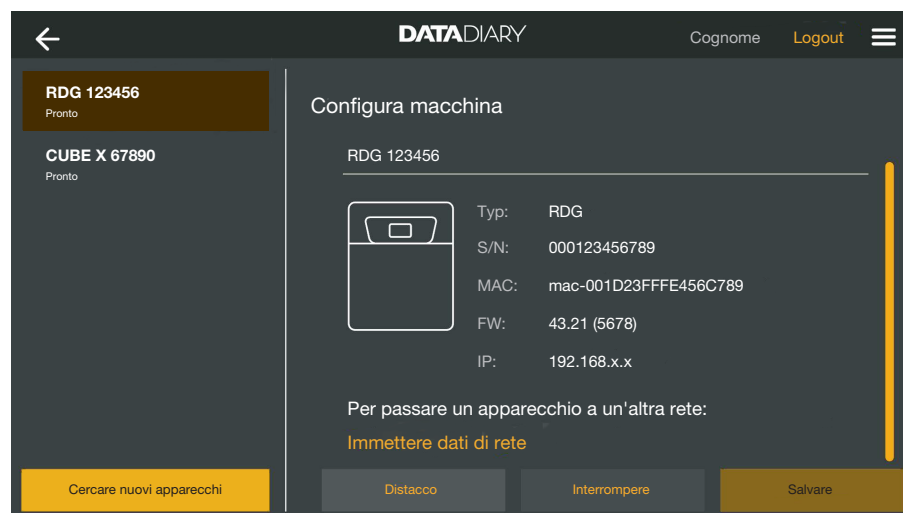 DATADIARY
Cognome
Logout
RDG 123456
Pronto
CUBE X 67890
Pronto
Cercare nuovi apparecchi
Configura macchina
RDG 123456
Typ: RDG
S/N: 000123456789
MAC: mac-001D23FFFE456C789
FW: 43.21 (5678)
IP: 192.168.x.x
Per passare un apparecchio a un'altra rete:
Immettere dati di rete
Distacco
Interrompere
Salvare